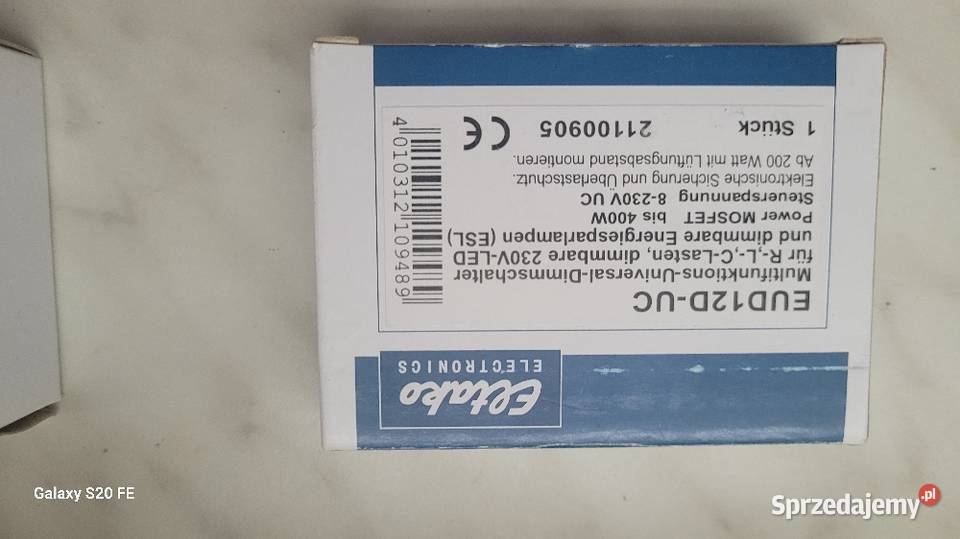 Eltako
ELECTRONICS
EUD12D-UC
Multifunktions-Universal-Dimmschalter
für R-,L-,C-Lasten, dimmbare 230V-LED
und dimmbare Energiesparlampen (ESL)
Power MOSFET bis 400W
Steuerspannung 8-230V UC
Elektronische Sicherung und Überlastschutz.
Ab 200 Watt mit Lüftungsabstand montieren.
1 Stück 21100905 CE
4 010312 109489
Galaxy S20 FE
Sprzedajemy.pl